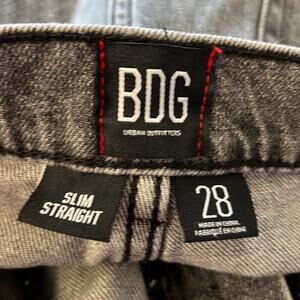 BDG
URBAN OUTFITTERS
SLIM
STRAIGHT
28
MADE IN CHINA
FABRIQUÉ EN CHINE